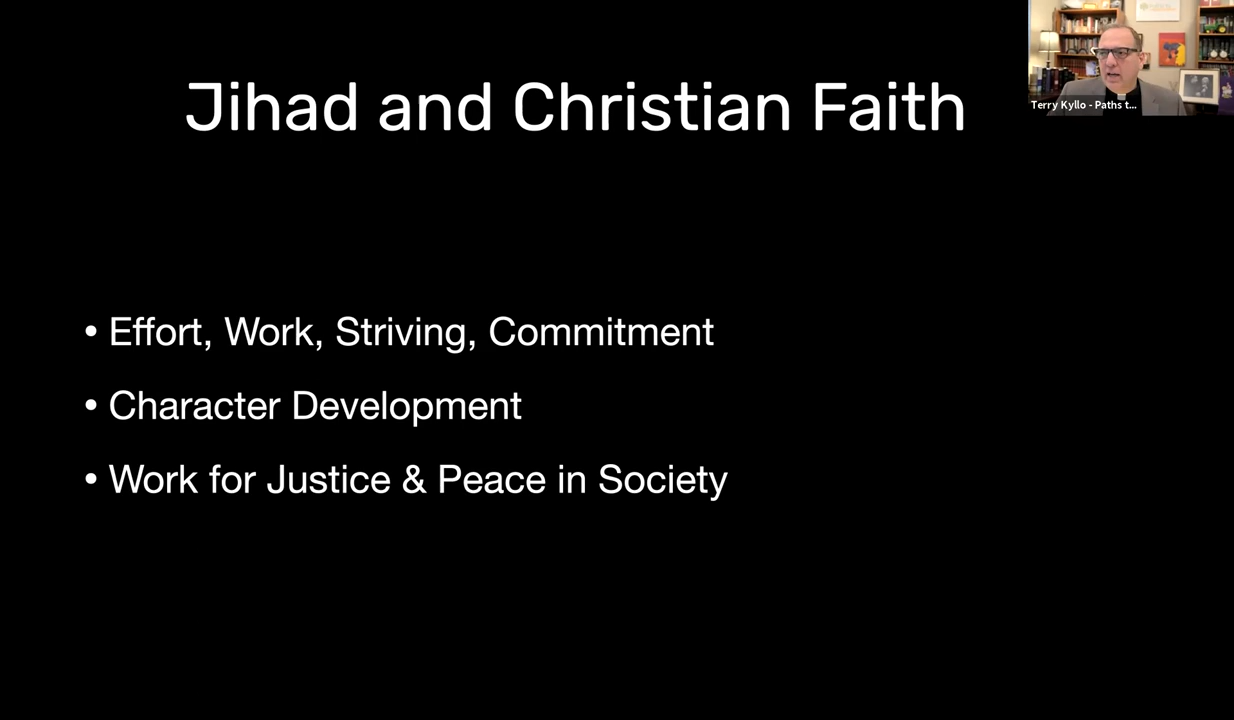 Jihad and Christian Faith
Terry Kyllo - Paths t...
• Effort, Work, Striving, Commitment
• Character Development
• Work for Justice & Peace in Society